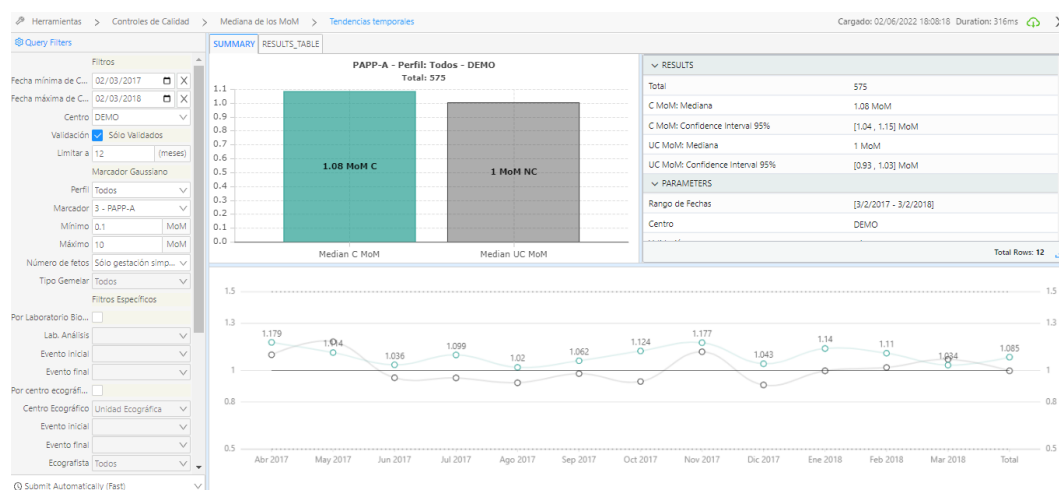 Herramientas > Controles de Calidad > Mediana de los MoM > Tendencias temporales
Cargado: 02/06/2022 18:08:18 Duration: 316ms
Query Filters
Filtros
Fecha mínima de C... 02/03/2017 X
Fecha máxima de C... 02/03/2018 X
Centro DEMO
Validación Sólo Validados
Limitar a 12 (meses)
Marcador Gaussiano
Perfil Todos
Marcador 3 - PAPP-A
Mínimo 0.1 MoM
Máximo 10 MoM
Número de fetos Sólo gestación simp...
Tipo Gemelar Todos
Filtros Específicos
Por Laboratorio Bio...
Lab. Análisis
Evento inicial
Evento final
Por centro ecográfi...
Centro Ecográfico Unidad Ecográfica
Evento inicial
Evento final
Ecografista Todos
Submit Automatically (Fast)
SUMMARY RESULTS_TABLE
PAPP-A - Perfil: Todos - DEMO
Total: 575
1.1
1.0
0.9
0.8
0.7
0.6
0.5
0.4
0.3
0.2
0.1
0.0
1.08 MoM C
1 MoM NC
Median C MoM
Median UC MoM
RESULTS
Total 575
C MoM: Mediana 1.08 MoM
C MoM: Confidence Interval 95% [1.04 , 1.15] MoM
UC MoM: Mediana 1 MoM
UC MoM: Confidence Interval 95% [0.93 , 1.03] MoM
PARAMETERS
Rango de Fechas [3/2/2017 - 3/2/2018]
Centro DEMO
Total Rows: 12
1.5 1.5
1.3 1.3
1 1
0.8 0.8
0.5 0.5
1.179
1.114
1.036
1.099
1.02
1.062
1.124
1.177
1.043
1.14
1.11
1.034
1.085
Abr 2017 May 2017 Jun 2017 Jul 2017 Ago 2017 Sep 2017 Oct 2017 Nov 2017 Dic 2017 Ene 2018 Feb 2018 Mar 2018 Total